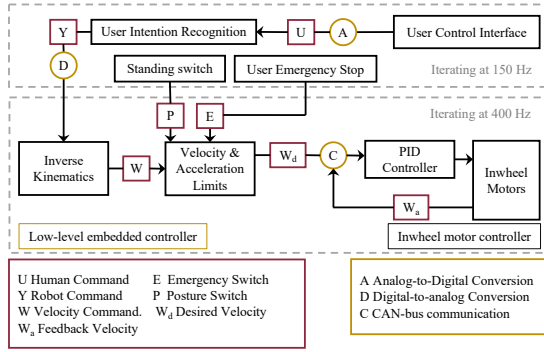 Y
User Intention Recognition
U
A
User Control Interface
D
Standing switch
User Emergency Stop
Iterating at 150 Hz
Iterating at 400 Hz
P
E
Inverse
Kinematics
W
Velocity &
Acceleration
Limits
Wd
C
PID
Controller
Inwheel
Motors
Wa
Low-level embedded controller
Inwheel motor controller
U Human Command
E Emergency Switch
Y Robot Command
P Posture Switch
W Velocity Command.
Wd Desired Velocity
Wa Feedback Velocity
A Analog-to-Digital Conversion
D Digital-to-analog Conversion
C CAN-bus communication